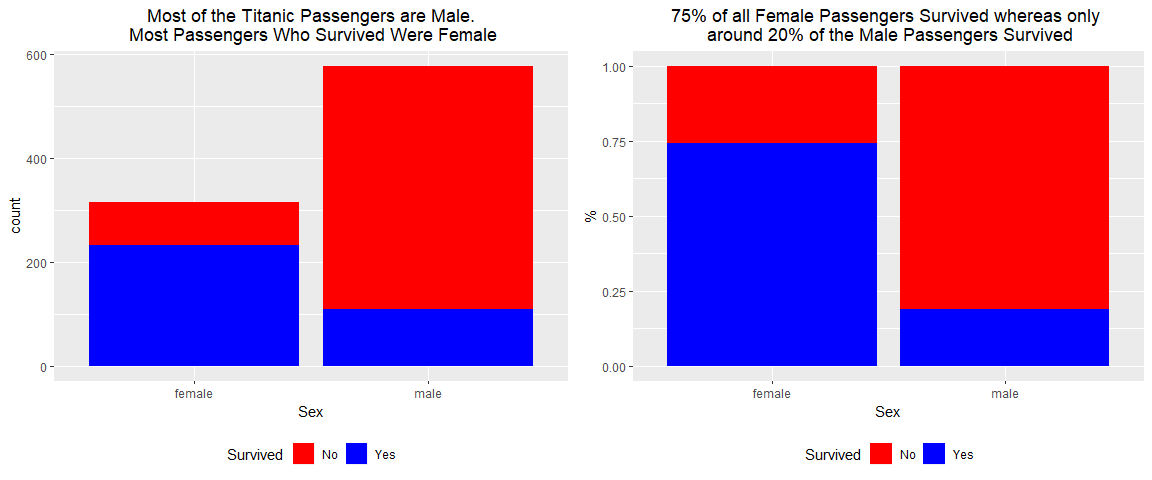 Most of the Titanic Passengers are Male.
Most Passengers Who Survived Were Female
600
400
200
0
count
female
male
Sex
Survived No Yes
75% of all Female Passengers Survived whereas only
around 20% of the Male Passengers Survived
1.00
0.75
0.50
0.25
0.00
%
female
male
Sex
Survived No Yes